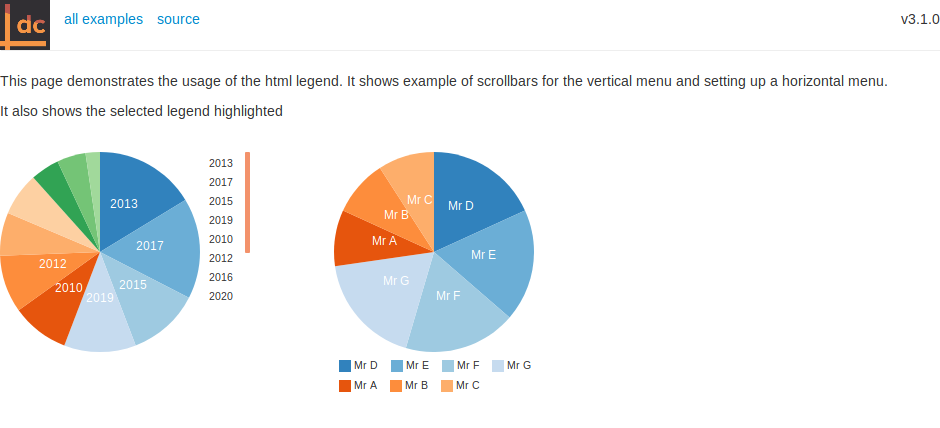 dc all examples source v3.1.0
This page demonstrates the usage of the html legend. It shows example of scrollbars for the vertical menu and setting up a horizontal menu.
It also shows the selected legend highlighted
2013
2017
2015
2019
2010
2012
2013
2017
2015
2019
2010
2012
2016
2020
Mr C
Mr D
Mr B
Mr A
Mr E
Mr G
Mr F
Mr D Mr E Mr F Mr G
Mr A Mr B Mr C